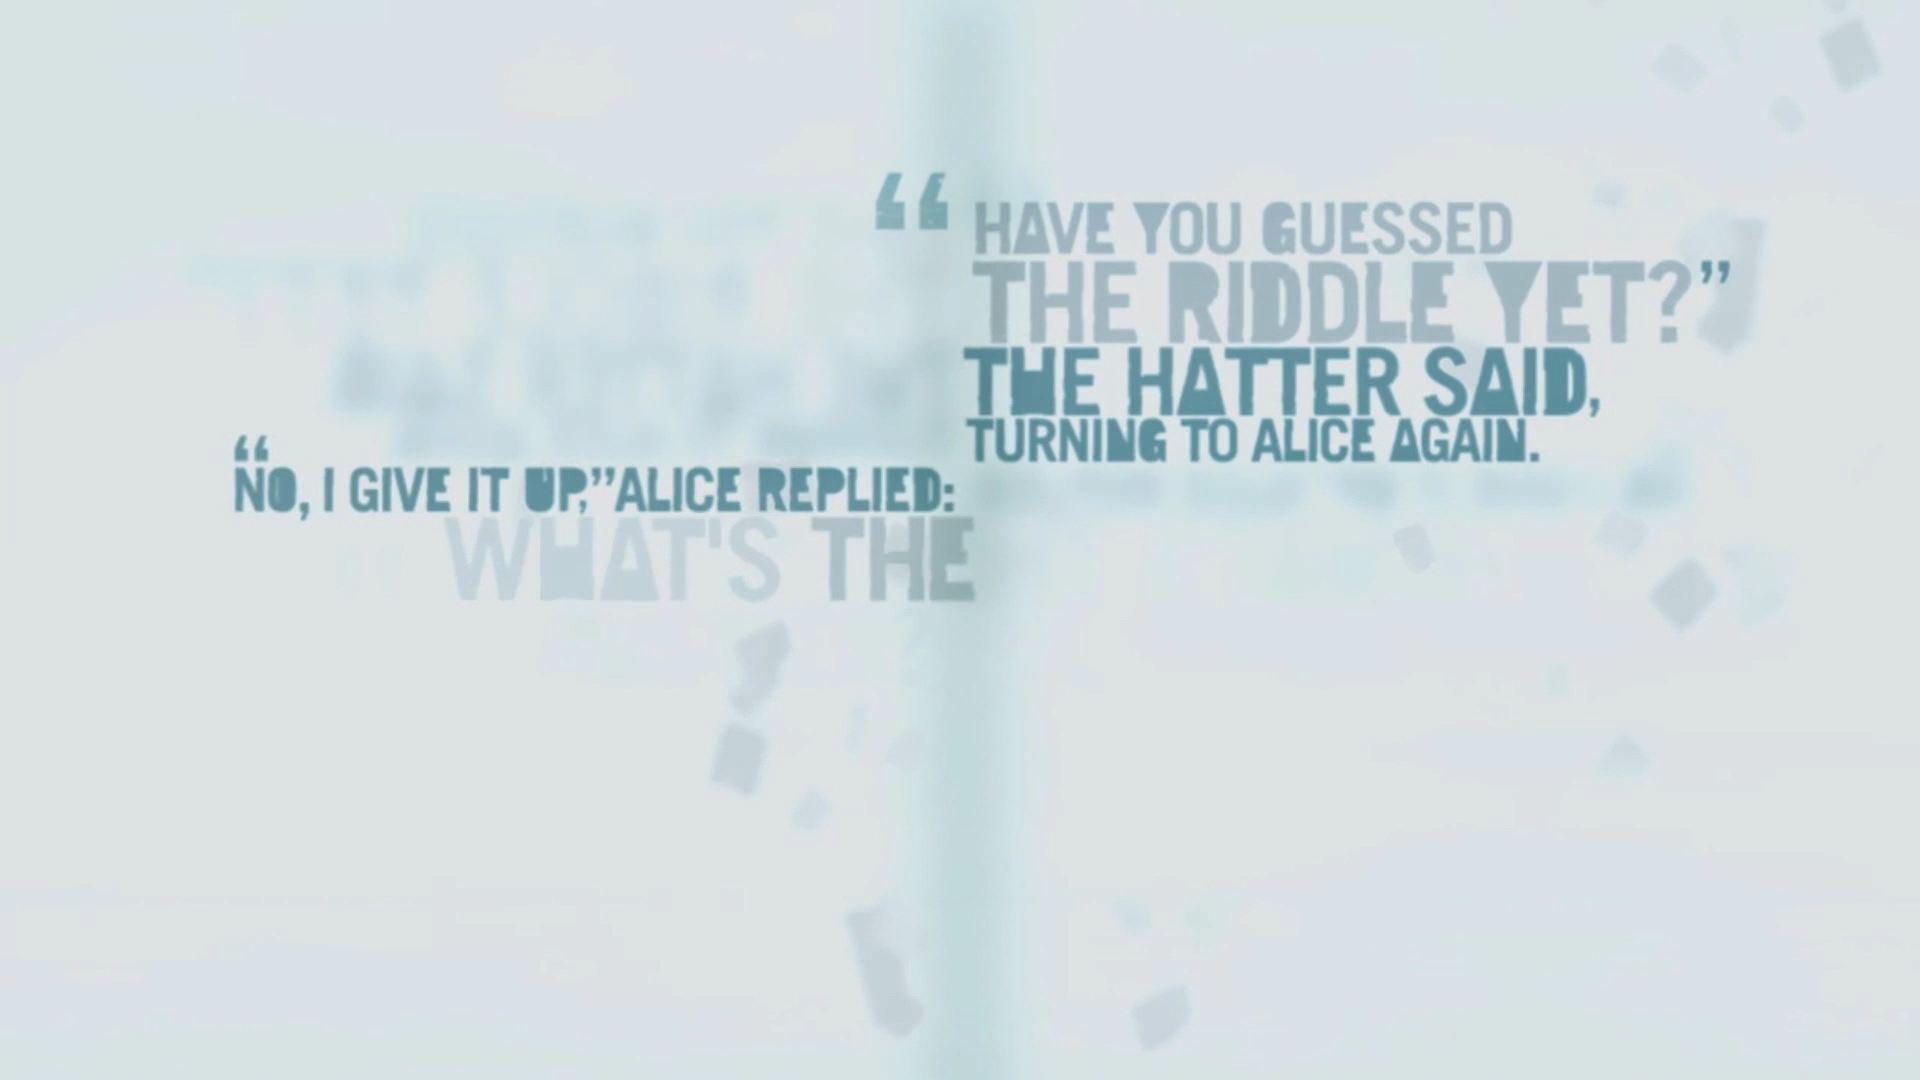 “HAVE YOU GUESSED
THE RIDDLE YET?”
THE HATTER SAID,
TURNING TO ALICE AGAIN.
“NO, I GIVE IT UP,”ALICE REPLIED:
WHAT'S THE